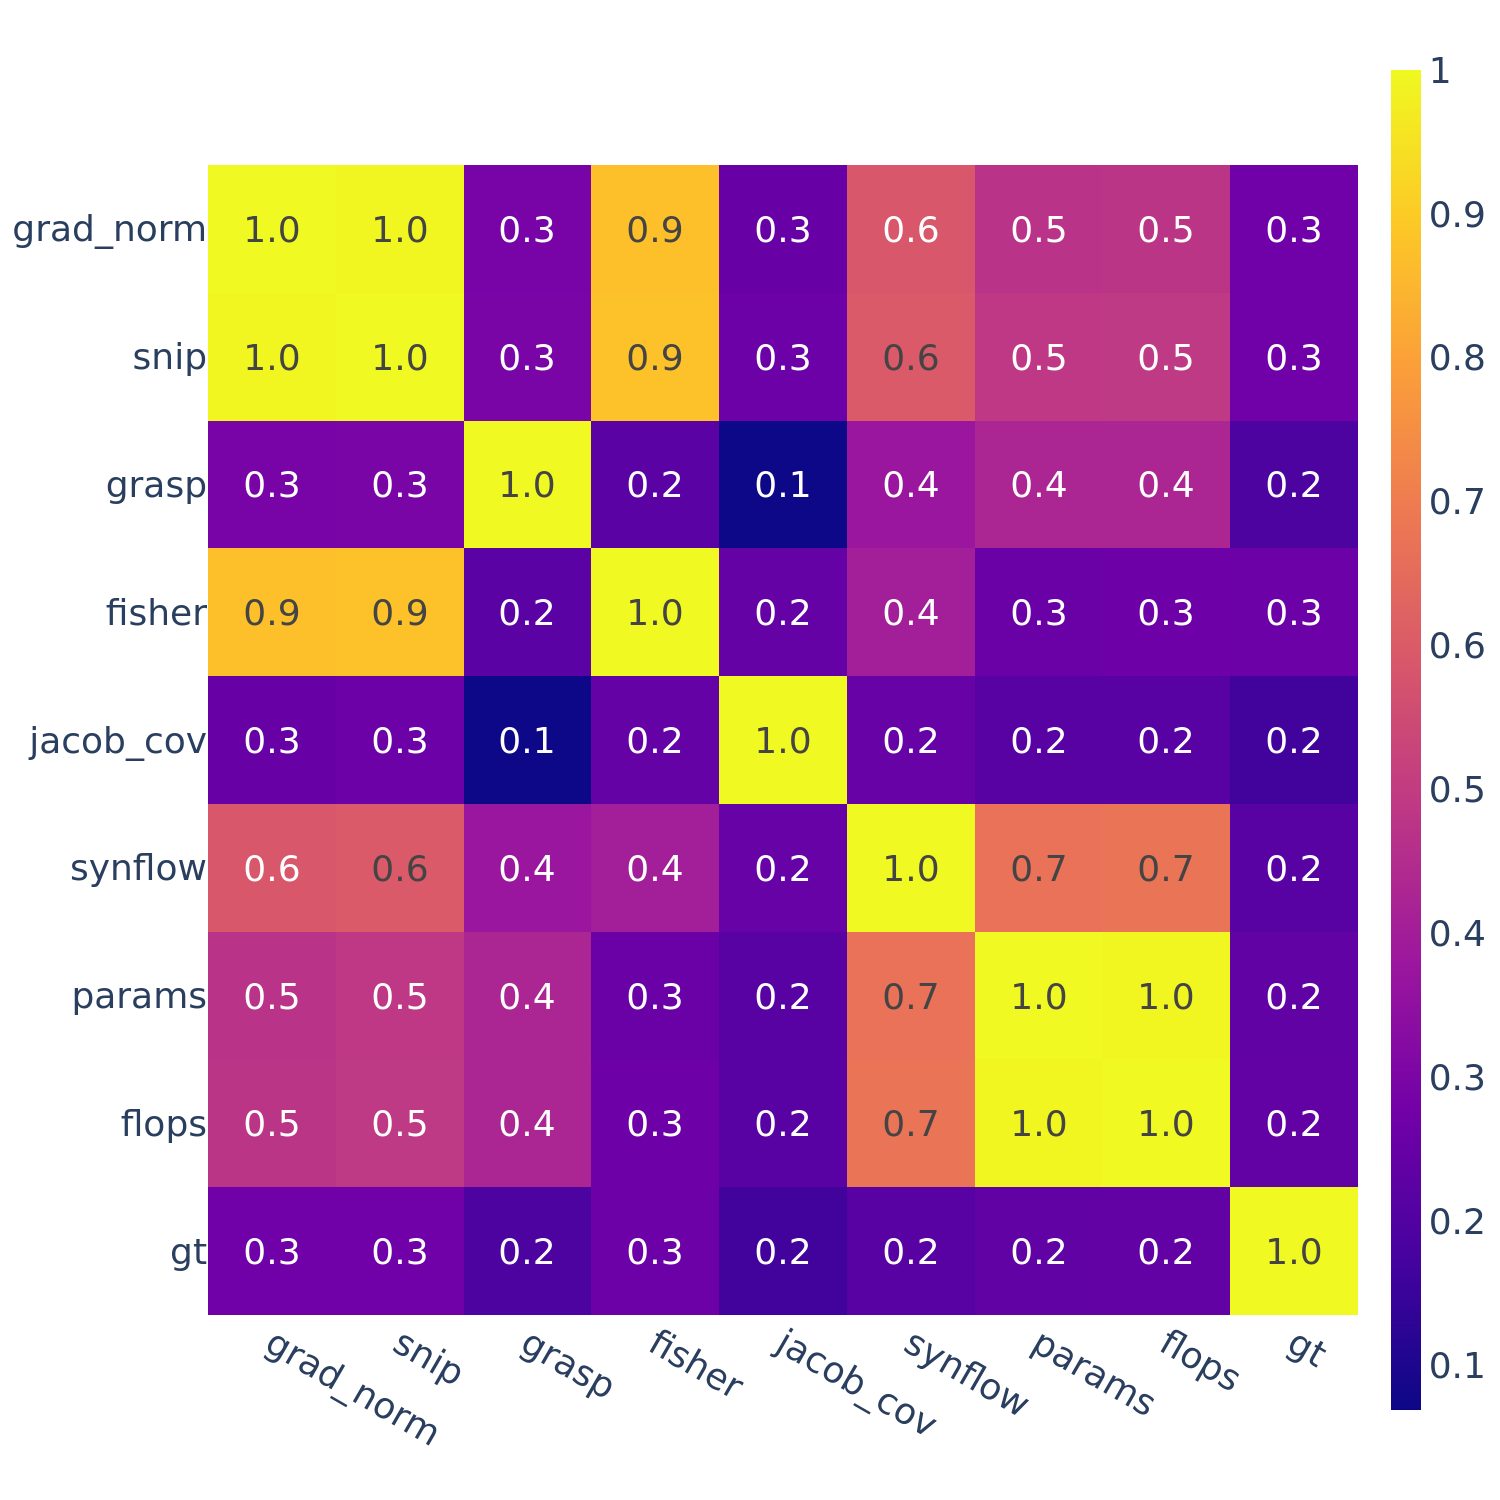 grad_norm 1.0 1.0 0.3 0.9 0.3 0.6 0.5 0.5 0.3
snip 1.0 1.0 0.3 0.9 0.3 0.6 0.5 0.5 0.3
grasp 0.3 0.3 1.0 0.2 0.1 0.4 0.4 0.4 0.2
fisher 0.9 0.9 0.2 1.0 0.2 0.4 0.3 0.3 0.3
jacob_cov 0.3 0.3 0.1 0.2 1.0 0.2 0.2 0.2 0.2
synflow 0.6 0.6 0.4 0.4 0.2 1.0 0.7 0.7 0.2
params 0.5 0.5 0.4 0.3 0.2 0.7 1.0 1.0 0.2
flops 0.5 0.5 0.4 0.3 0.2 0.7 1.0 1.0 0.2
gt 0.3 0.3 0.2 0.3 0.2 0.2 0.2 0.2 1.0
grad_norm snip grasp fisher jacob_cov synflow params flops gt
1
0.9
0.8
0.7
0.6
0.5
0.4
0.3
0.2
0.1